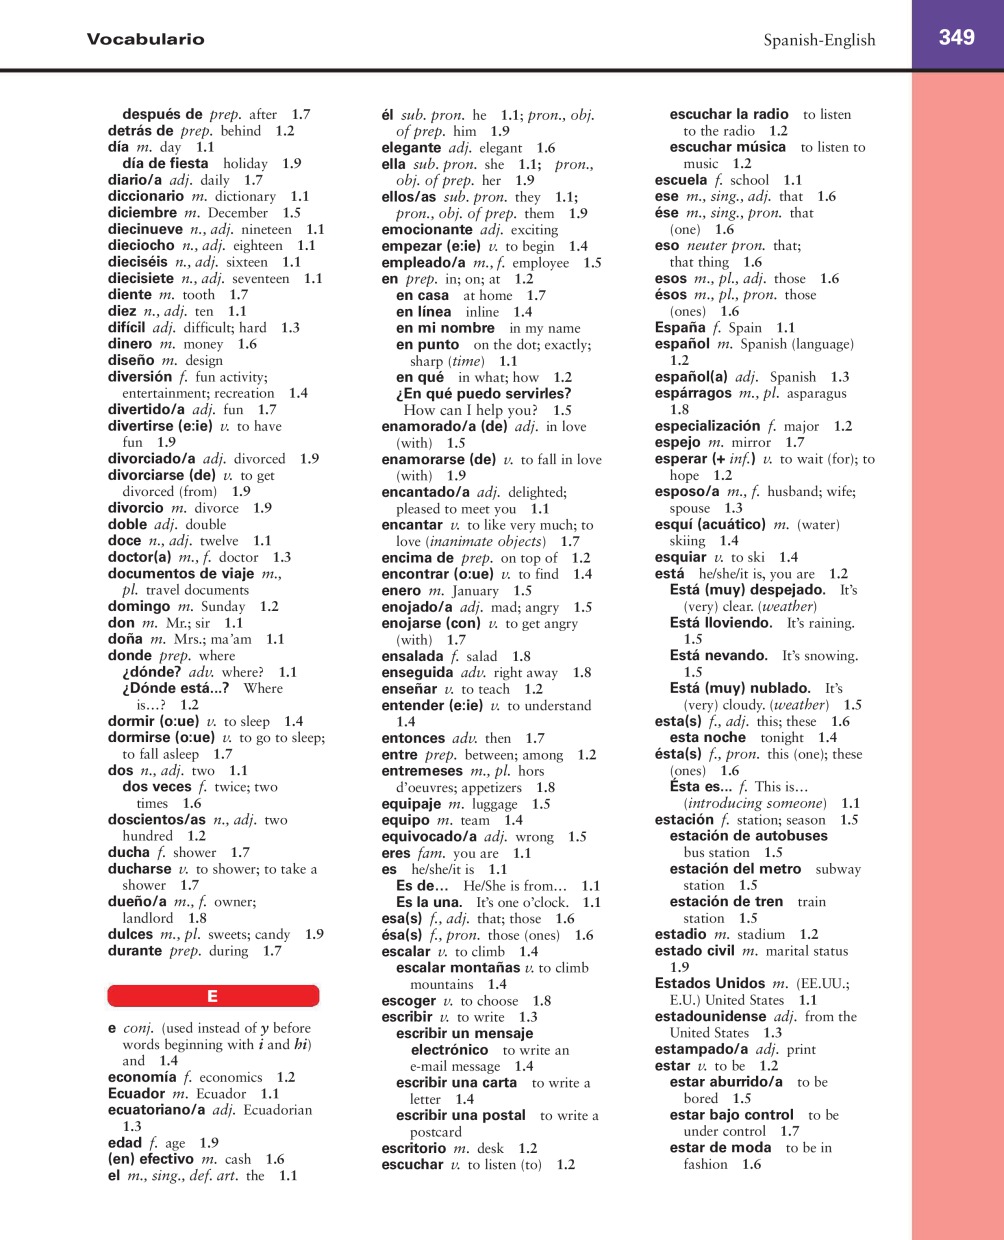 Vocabulario
Spanish-English
349
después de prep. after 1.7
detrás de prep. behind 1.2
día m. day 1.1
día de fiesta holiday 1.9
diario/a adj. daily 1.7
diccionario m. dictionary 1.1
diciembre m. December 1.5
diecinueve n., adj. nineteen 1.1
dieciocho n., adj. eighteen 1.1
dieciséis n., adj. sixteen 1.1
diecisiete n., adj. seventeen 1.1
diente m. tooth 1.7
diez n., adj. ten 1.1
difícil adj. difficult; hard 1.3
dinero m. money 1.6
diseño m. design
diversión f. fun activity;
entertainment; recreation 1.4
divertido/a adj. fun 1.7
divertirse (e:ie) v. to have
fun 1.9
divorciado/a adj. divorced 1.9
divorciarse (de) v. to get
divorced (from) 1.9
divorcio m. divorce 1.9
doble adj. double
doce n., adj. twelve 1.1
doctor(a) m., f. doctor 1.3
documentos de viaje m.,
pl. travel documents
domingo m. Sunday 1.2
don m. Mr.; sir 1.1
doña m. Mrs.; ma'am 1.1
donde prep. where
¿dónde? adv. where? 1.1
¿Dónde está...? Where
is…? 1.2
dormir (o:ue) v. to sleep 1.4
dormirse (o:ue) v. to go to sleep;
to fall asleep 1.7
dos n., adj. two 1.1
dos veces f. twice; two
times 1.6
doscientos/as n., adj. two
hundred 1.2
ducha f. shower 1.7
ducharse v. to shower; to take a
shower 1.7
dueño/a m., f. owner;
landlord 1.8
dulces m., pl. sweets; candy 1.9
durante prep. during 1.7
E
e conj. (used instead of y before
words beginning with i and hi)
and 1.4
economía f. economics 1.2
Ecuador m. Ecuador 1.1
ecuatoriano/a adj. Ecuadorian
1.3
edad f. age 1.9
(en) efectivo m. cash 1.6
el m., sing., def. art. the 1.1
él sub. pron. he 1.1; pron., obj.
of prep. him 1.9
elegante adj. elegant 1.6
ella sub. pron. she 1.1; pron.,
obj. of prep. her 1.9
ellos/as sub. pron. they 1.1;
pron., obj. of prep. them 1.9
emocionante adj. exciting
empezar (e:ie) v. to begin 1.4
empleado/a m., f. employee 1.5
en prep. in; on; at 1.2
en casa at home 1.7
en línea inline 1.4
en mi nombre in my name
en punto on the dot; exactly;
sharp (time) 1.1
en qué in what; how 1.2
¿En qué puedo servirles?
How can I help you? 1.5
enamorado/a (de) adj. in love
(with) 1.5
enamorarse (de) v. to fall in love
(with) 1.9
encantado/a adj. delighted;
pleased to meet you 1.1
encantar v. to like very much; to
love (inanimate objects) 1.7
encima de prep. on top of 1.2
encontrar (o:ue) v. to find 1.4
enero m. January 1.5
enojado/a adj. mad; angry 1.5
enojarse (con) v. to get angry
(with) 1.7
ensalada f. salad 1.8
enseguida adv. right away 1.8
enseñar v. to teach 1.2
entender (e:ie) v. to understand
1.4
entonces adv. then 1.7
entre prep. between; among 1.2
entremeses m., pl. hors
d'oeuvres; appetizers 1.8
equipaje m. luggage 1.5
equipo m. team 1.4
equivocado/a adj. wrong 1.5
eres fam. you are 1.1
es he/she/it is 1.1
Es de… He/She is from… 1.1
Es la una. It's one o'clock. 1.1
esa(s) f., adj. that; those 1.6
ésa(s) f., pron. those (ones) 1.6
escalar v. to climb 1.4
escalar montañas v. to climb
mountains 1.4
escoger v. to choose 1.8
escribir v. to write 1.3
escribir un mensaje
electrónico to write an
e-mail message 1.4
escribir una carta to write a
letter 1.4
escribir una postal to write a
postcard
escritorio m. desk 1.2
escuchar v. to listen (to) 1.2
escuchar la radio to listen
to the radio 1.2
escuchar música to listen to
music 1.2
escuela f. school 1.1
ese m., sing., adj. that 1.6
ése m., sing., pron. that
(one) 1.6
eso neuter pron. that;
that thing 1.6
esos m., pl., adj. those 1.6
ésos m., pl., pron. those
(ones) 1.6
España f. Spain 1.1
español m. Spanish (language)
1.2
español(a) adj. Spanish 1.3
espárragos m., pl. asparagus
1.8
especialización f. major 1.2
espejo m. mirror 1.7
esperar (+ inf.) v. to wait (for); to
hope 1.2
esposo/a m., f. husband; wife;
spouse 1.3
esquí (acuático) m. (water)
skiing 1.4
esquiar v. to ski 1.4
está he/she/it is, you are 1.2
Está (muy) despejado. It's
(very) clear. (weather)
Está lloviendo. It's raining.
1.5
Está nevando. It's snowing.
1.5
Está (muy) nublado. It's
(very) cloudy. (weather) 1.5
esta(s) f., adj. this; these 1.6
esta noche tonight 1.4
ésta(s) f., pron. this (one); these
(ones) 1.6
Ésta es... f. This is…
(introducing someone) 1.1
estación f. station; season 1.5
estación de autobuses
bus station 1.5
estación del metro subway
station 1.5
estación de tren train
station 1.5
estadio m. stadium 1.2
estado civil m. marital status
1.9
Estados Unidos m. (EE.UU.;
E.U.) United States 1.1
estadounidense adj. from the
United States 1.3
estampado/a adj. print
estar v. to be 1.2
estar aburrido/a to be
bored 1.5
estar bajo control to be
under control 1.7
estar de moda to be in
fashion 1.6